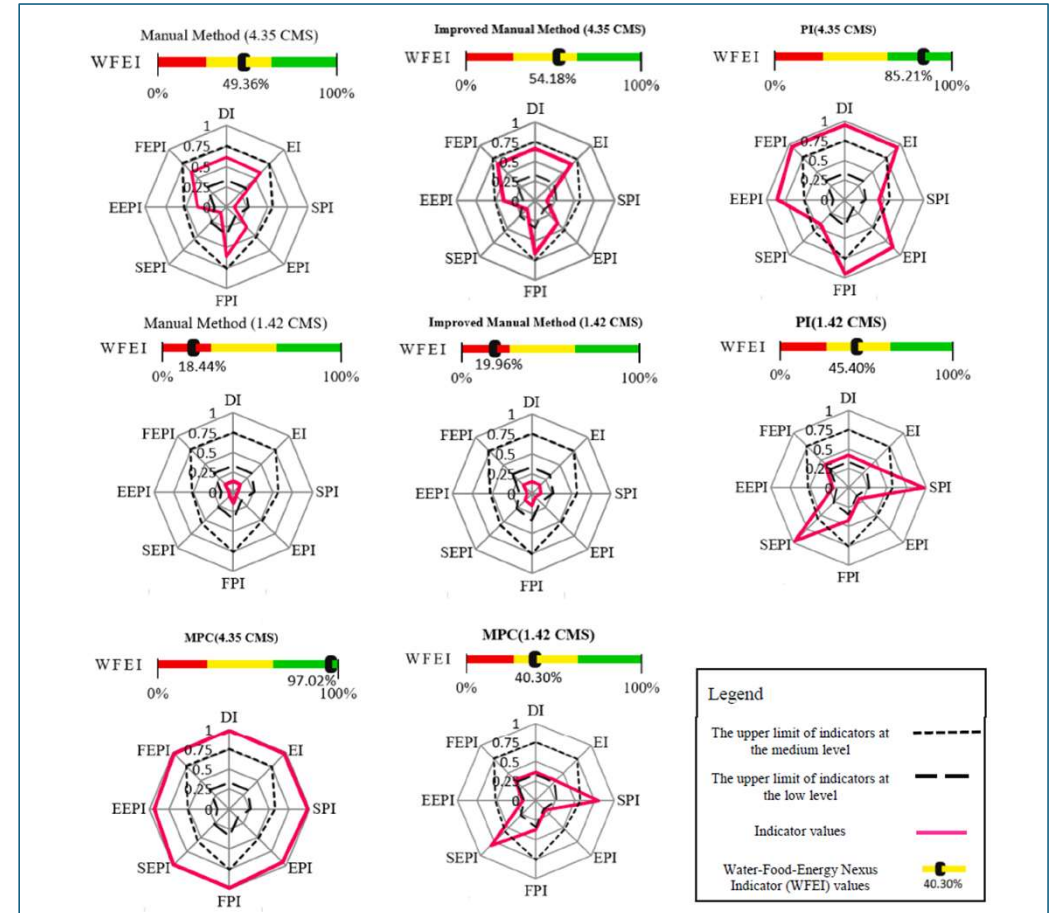 Manual Method (4.35 CMS)
WFEI
49.36%
0%
100%
DI
1
0.75
0.5
0.25
0
FEPI
EI
EEPI
SPI
SEPI
EPI
FPI
Improved Manual Method (4.35 CMS)
WFEI
54.18%
0%
100%
DI
1
0.75
0.5
0.25
0
FEPI
EI
EEPI
SPI
SEPI
EPI
FPI
PI(4.35 CMS)
WFEI
85.21%
0%
100%
DI
1
0.75
0.5
0.25
0
FEPI
EI
EEPI
SPI
SEPI
EPI
FPI
Manual Method (1.42 CMS)
WFEI
18.44%
0%
100%
DI
1
0.75
0.5
0.25
0
FEPI
EI
EEPI
SPI
SEPI
EPI
FPI
Improved Manual Method (1.42 CMS)
WFEI
19.96%
0%
100%
DI
1
0.75
0.5
0.25
0
FEPI
EI
EEPI
SPI
SEPI
EPI
FPI
PI(1.42 CMS)
WFEI
45.40%
0%
100%
DI
1
0.75
0.5
0.25
0
FEPI
EI
EEPI
SPI
SEPI
EPI
FPI
MPC(4.35 CMS)
WFEI
97.02%
0%
100%
DI
1
0.75
0.5
0.25
0
FEPI
EI
EEPI
SPI
SEPI
EPI
FPI
MPC(1.42 CMS)
WFEI
40.30%
0%
100%
DI
1
0.75
0.5
0.25
0
FEPI
EI
EEPI
SPI
SEPI
EPI
FPI
Legend
The upper limit of indicators at
the medium level
The upper limit of indicators at
the low level
Indicator values
Water-Food-Energy Nexus
Indicator (WFEI) values
40.30%